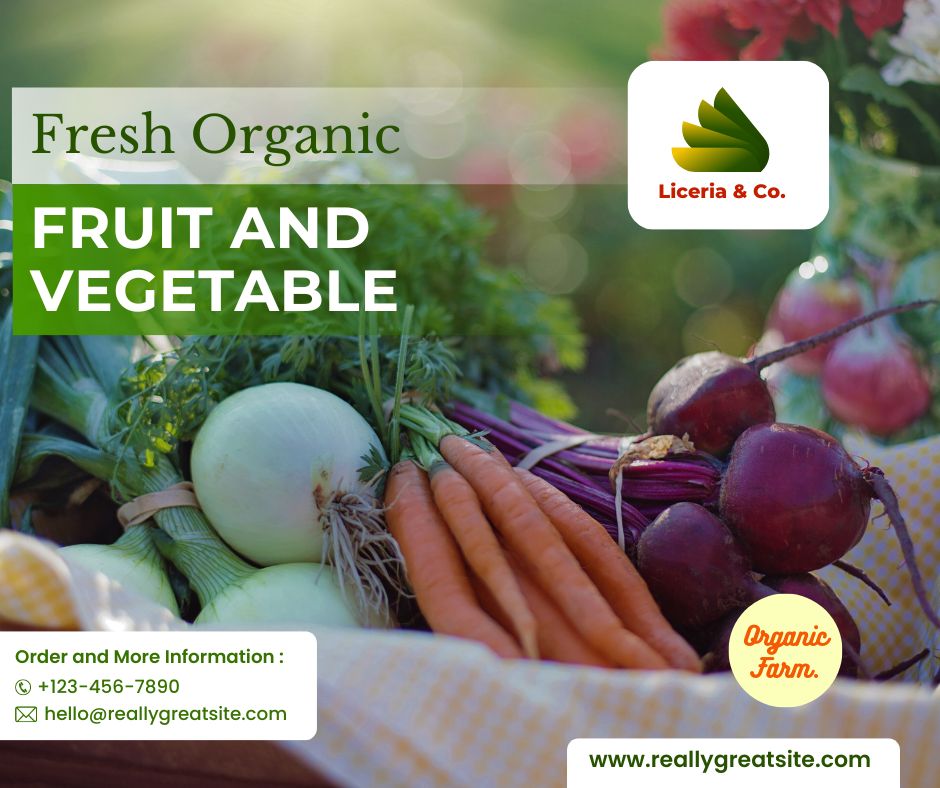 Fresh Organic
FRUIT AND
VEGETABLE
Liceria & Co.
Order and More Information :
+123-456-7890
hello@reallygreatsite.com
Organic
Farm.
www.reallygreatsite.com